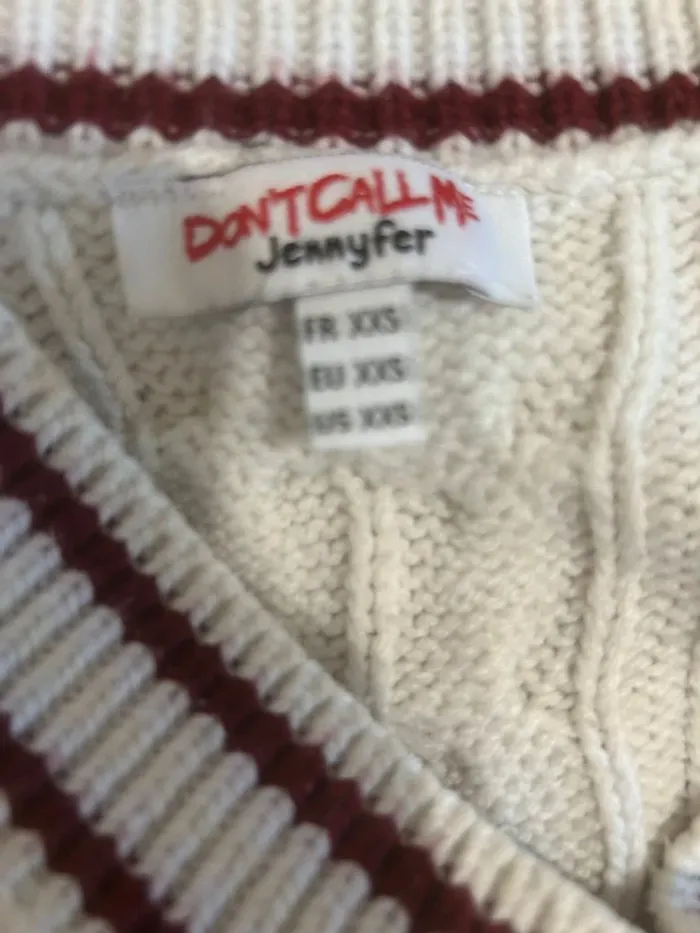 DON'T CALL ME
Jennyfer
FR XXS
EU XXS
US XXS